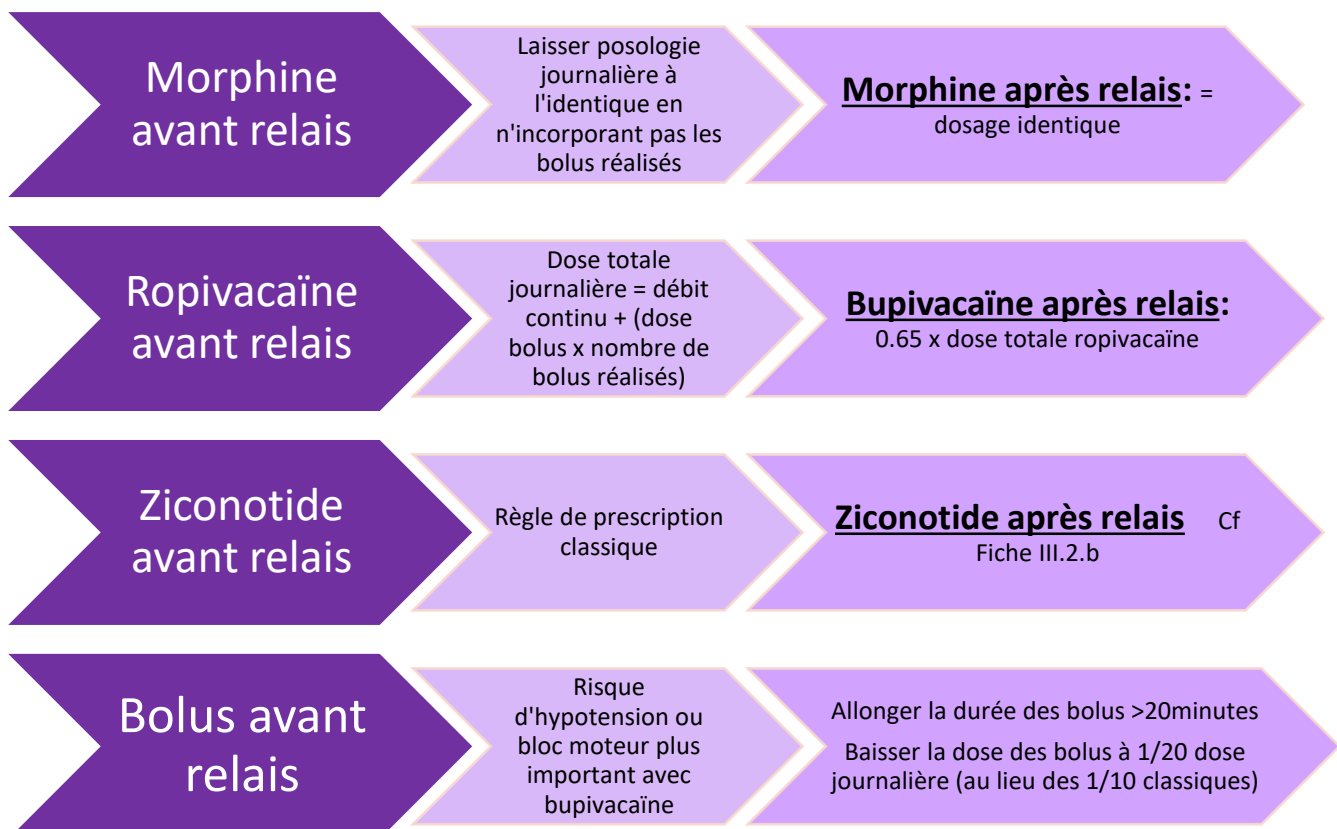 Morphine
avant relais
Laisser posologie
journalière à
l'identique en
n'incorporant pas les
bolus réalisés
Morphine après relais: =
dosage identique
Ropivacaïne
avant relais
Dose totale
journalière = débit
continu + (dose
bolus x nombre de
bolus réalisés)
Bupivacaïne après relais:
0.65 x dose totale ropivacaïne
Ziconotide
avant relais
Règle de prescription
classique
Ziconotide après relais Cf
Fiche III.2.b
Bolus avant
relais
Risque
d'hypotension ou
bloc moteur plus
important avec
bupivacaïne
Allonger la durée des bolus >20minutes
Baisser la dose des bolus à 1/20 dose
journalière (au lieu des 1/10 classiques)